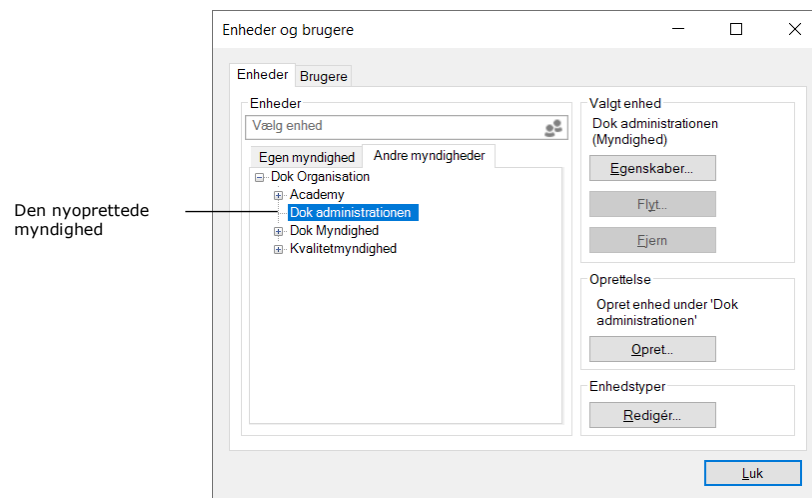 Enheder og brugere
Enheder
Brugere
Enheder
Vælg enhed
Egen myndighed
Andre myndigheder
Dok Organisation
Academy
Dok administrationen
Dok Myndighed
Kvalitetmyndighed
Den nyoprettede
myndighed
Valgt enhed
Dok administrationen
(Myndighed)
Egenskaber...
Flyt...
Fjern
Oprettelse
Opret enhed under 'Dok
administrationen'
Opret...
Enhedstyper
Redigér...
Luk